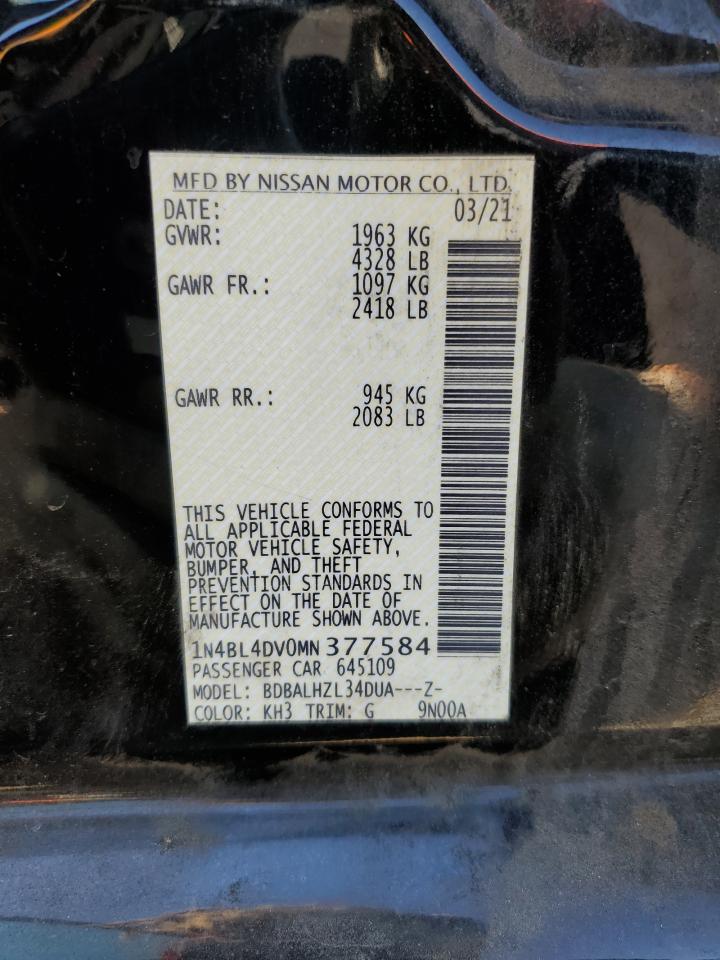 MFD BY NISSAN MOTOR CO., LTD.
DATE: 03/21
GVWR: 1963 KG
4328 LB
GAWR FR.: 1097 KG
2418 LB
GAWR RR.: 945 KG
2083 LB
THIS VEHICLE CONFORMS TO
ALL APPLICABLE FEDERAL
MOTOR VEHICLE SAFETY,
BUMPER, AND THEFT
PREVENTION STANDARDS IN
EFFECT ON THE DATE OF
MANUFACTURE SHOWN ABOVE.
1N4BL4DV0MN377584
PASSENGER CAR 645109
MODEL: BDBALHZL34DUA---Z-
COLOR: KH3 TRIM: G 9N00A